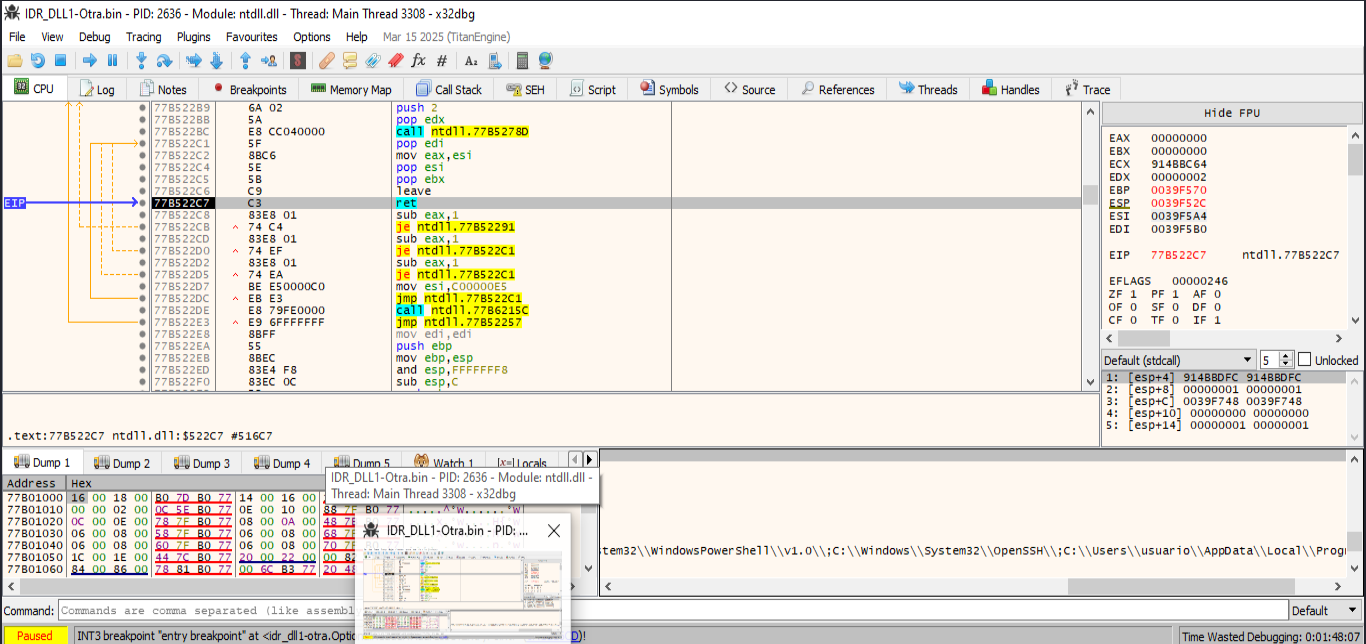 IDR_DLL1-Otra.bin - PID: 2636 - Module: ntdll.dll - Thread: Main Thread 3308 - x32dbg
File View Debug Tracing Plugins Favourites Options Help Mar 15 2025 (TitanEngine)
CPU Log Notes Breakpoints Memory Map Call Stack SEH Script Symbols Source References Threads Handles Trace
77B522B9 6A 02 push 2
77B522BB 5A pop edx
77B522BC E8 CC040000 call ntdll.77B5278D
77B522C1 5F pop edi
77B522C2 8BC6 mov eax,esi
77B522C4 5E pop esi
77B522C5 5B pop ebx
77B522C6 C9 leave
EIP 77B522C7 C3 ret
77B522C8 83E8 01 sub eax,1
77B522CB 74 C4 je ntdll.77B52291
77B522CD 83E8 01 sub eax,1
77B522D0 74 EF je ntdll.77B522C1
77B522D2 83E8 01 sub eax,1
77B522D5 74 EA je ntdll.77B522C1
77B522D7 BE E50000C0 mov esi,C00000E5
77B522DC EB E3 jmp ntdll.77B522C1
77B522DE E8 79FE0000 call ntdll.77B6215C
77B522E3 E9 6FFFFFFF jmp ntdll.77B52257
77B522E8 8BFF mov edi,edi
77B522EA 55 push ebp
77B522EB 8BEC mov ebp,esp
77B522ED 83E4 F8 and esp,FFFFFFF8
77B522F0 83EC 0C sub esp,C
Hide FPU
EAX 00000000
EBX 00000000
ECX 914BBC64
EDX 00000002
EBP 0039F570
ESP 0039F52C
ESI 0039F5A4
EDI 0039F5B0
EIP 77B522C7 ntdll.77B522C7
EFLAGS 00000246
ZF 1 PF 1 AF 0
OF 0 SF 0 DF 0
CF 0 TF 0 IF 1
Default (stdcall) 5 Unlocked
1: [esp+4] 914BBDFC 914BBDFC
2: [esp+8] 00000001 00000001
3: [esp+C] 0039F748 0039F748
4: [esp+10] 00000000 00000000
5: [esp+14] 00000001 00000001
.text:77B522C7 ntdll.dll:$522C7 #516C7
Dump 1 Dump 2 Dump 3 Dump 4 Dump 5 Watch 1 [x=] Locals
Address Hex
77B01000 16 00 18 00 B0 7D B0 77 14 00 16 00
77B01010 00 00 02 00 0C 5E B0 77 0E 00 10 00 88 7F B0 77
77B01020 0C 00 0E 00 78 7F B0 77 08 00 0A 00
77B01030 06 00 08 00 58 7F B0 77 06 00 08 00
77B01040 06 00 08 00 60 7F B0 77 06 00 08 00
77B01050 1C 00 1E 00 44 7C B0 77 20 00 22 00
77B01060 84 00 86 00 78 81 B0 77 00 6C B3 77
IDR_DLL1-Otra.bin - PID: 2636 - Module: ntdll.dll -
Thread: Main Thread 3308 - x32dbg
IDR_DLL1-Otra.bin - PID: ...
stem32\\WindowsPowerShell\\v1.0\\;C:\\Windows\\System32\\OpenSSH\\;C:\\Users\\usuario\\AppData\\Local\\Prog
Command: Commands are comma separated (like assembl Default
Paused INT3 breakpoint "entry breakpoint" at <idr_dll1-otra.Optio )! Time Wasted Debugging: 0:01:48:07